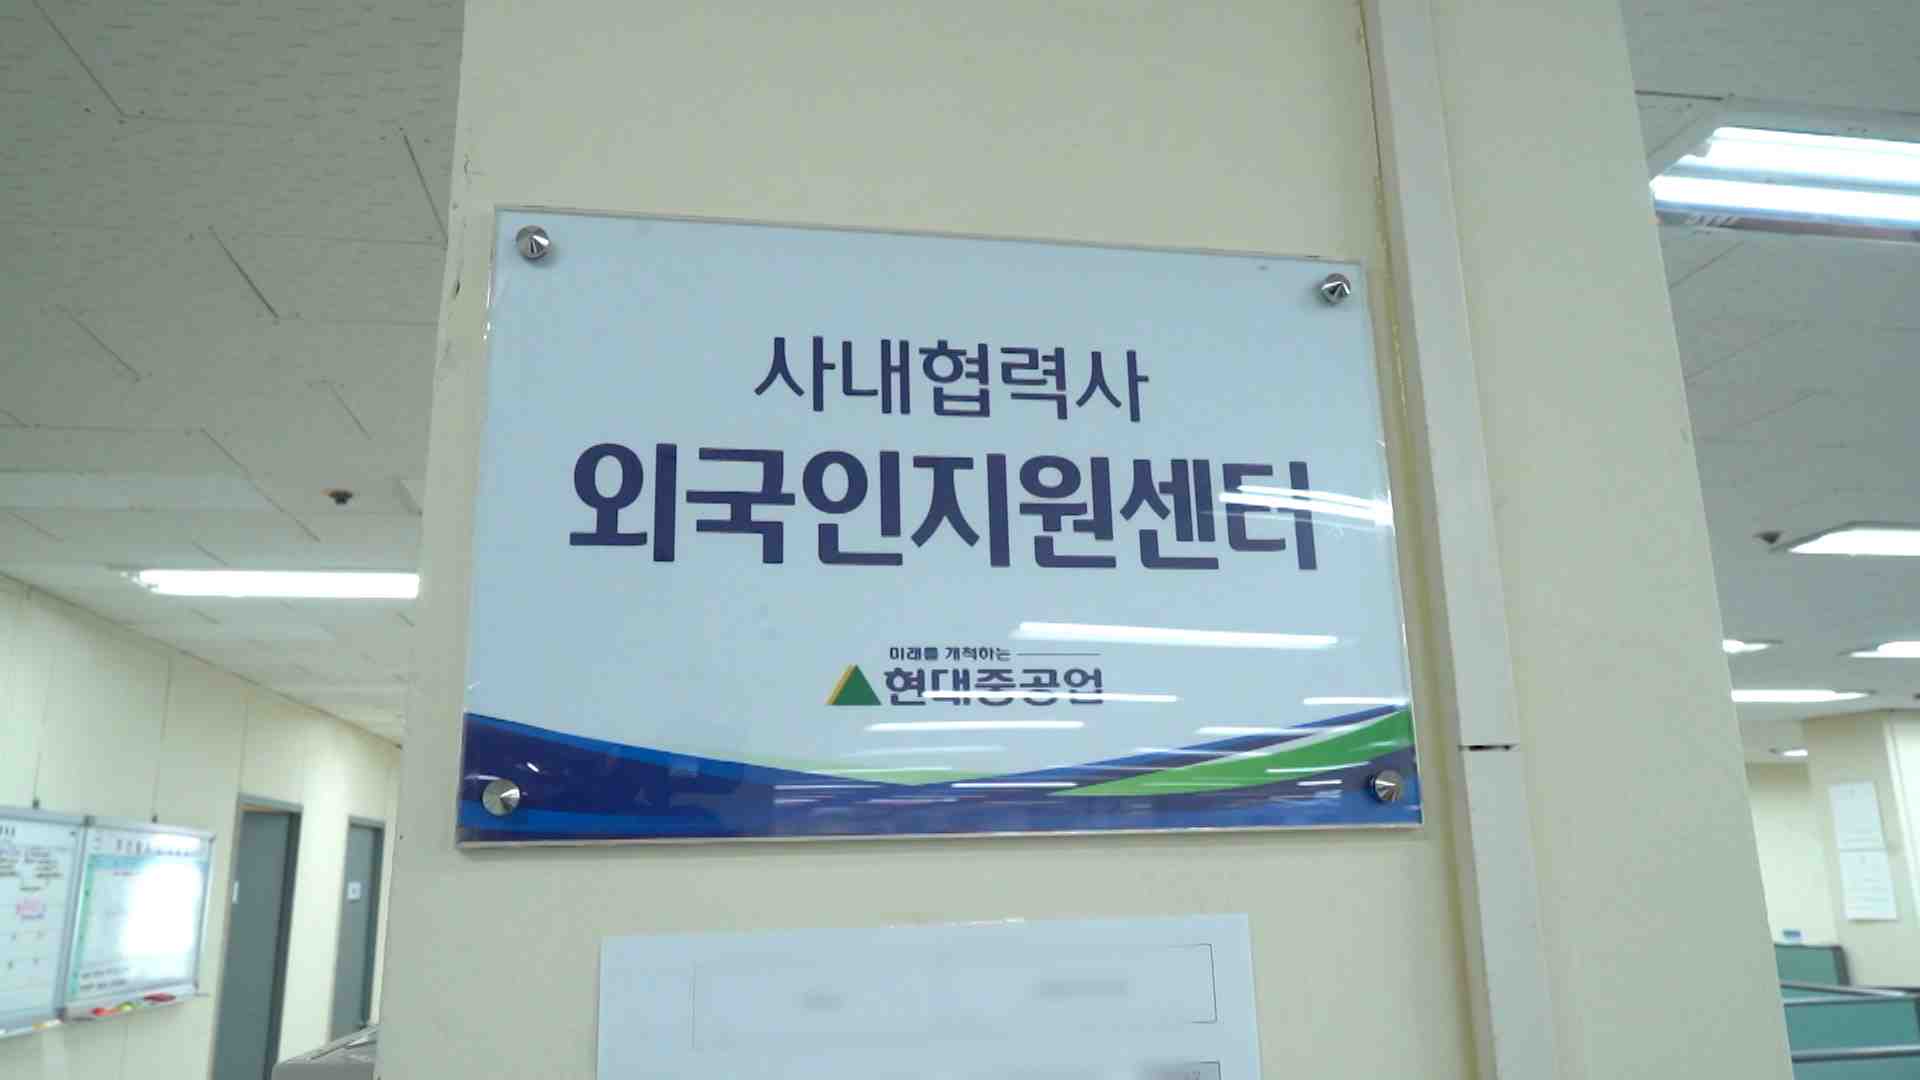 사내협력사
외국인지원센터
미래를 개척하는
현대중공업